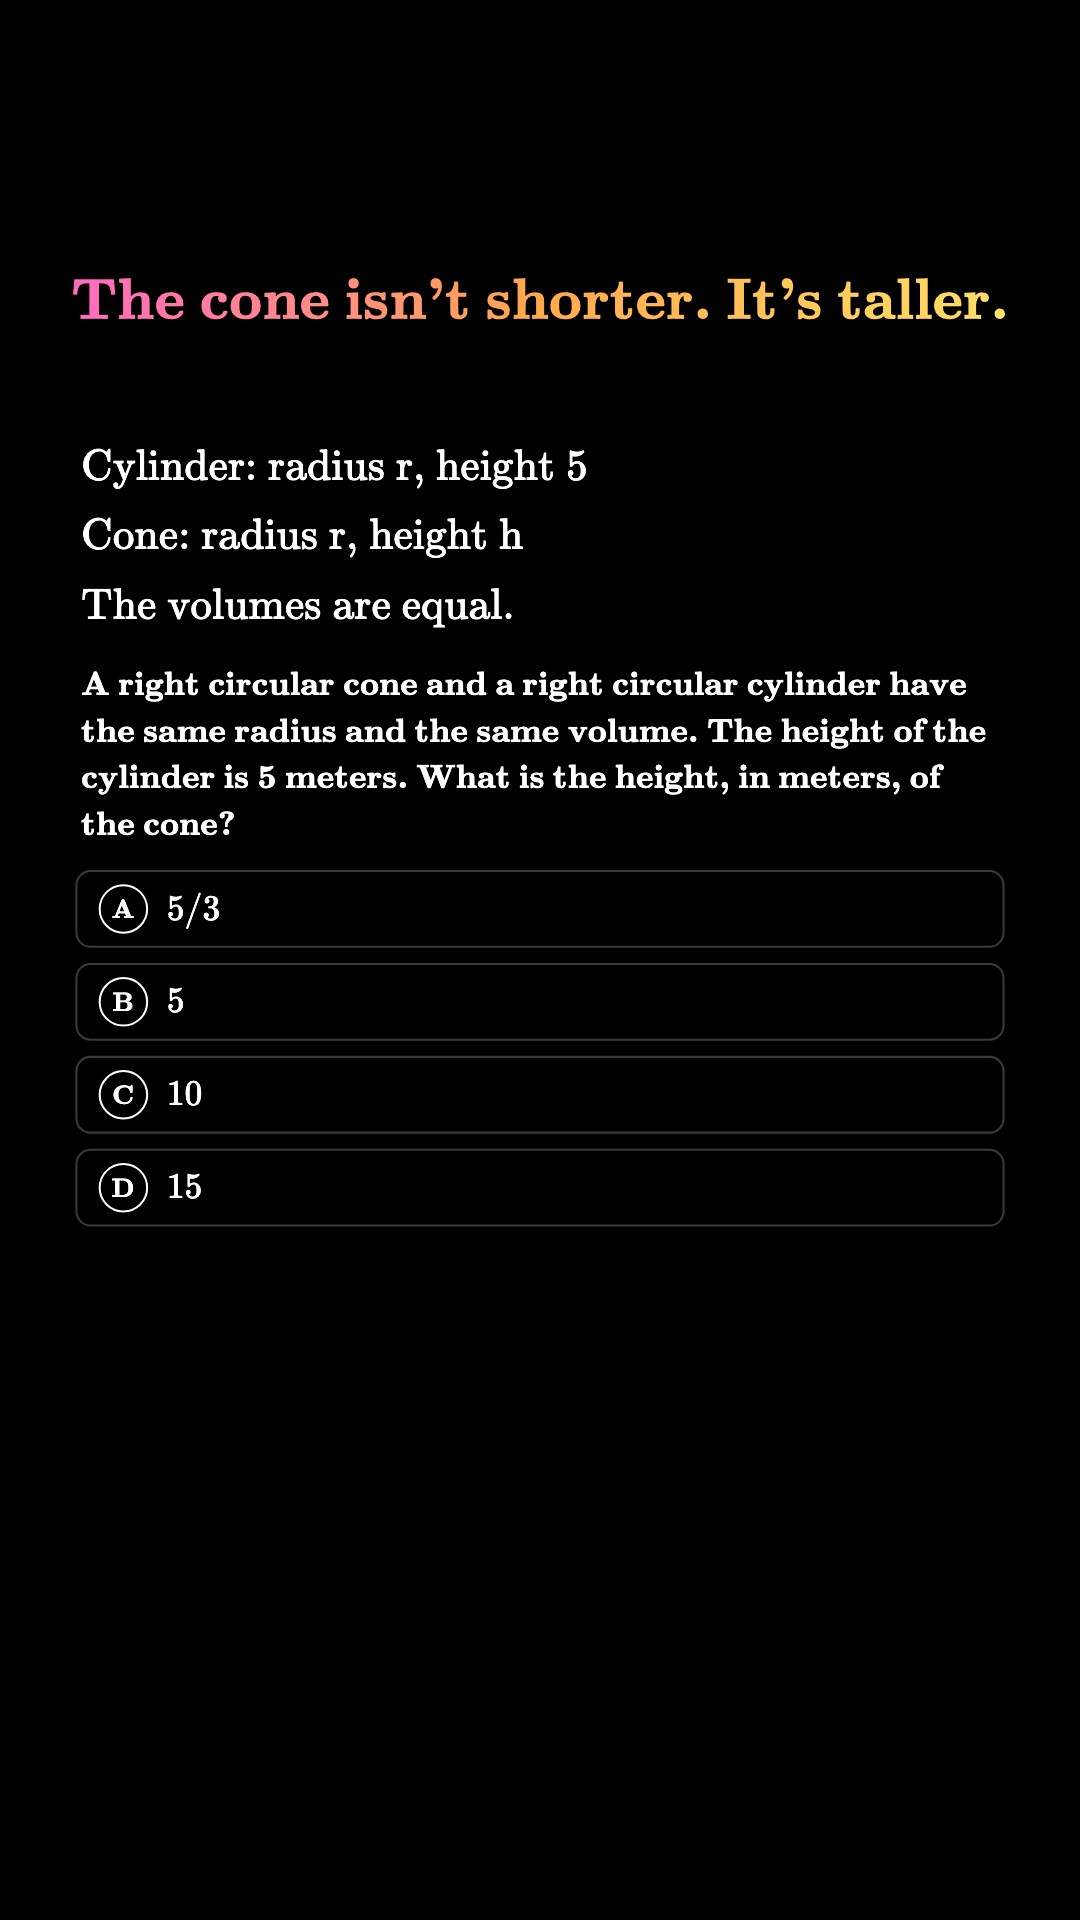 The cone isn’t shorter. It’s taller.
Cylinder: radius r, height 5
Cone: radius r, height h
The volumes are equal.
A right circular cone and a right circular cylinder have
the same radius and the same volume. The height of the
cylinder is 5 meters. What is the height, in meters, of
the cone?
A 5/3
B 5
C 10
D 15